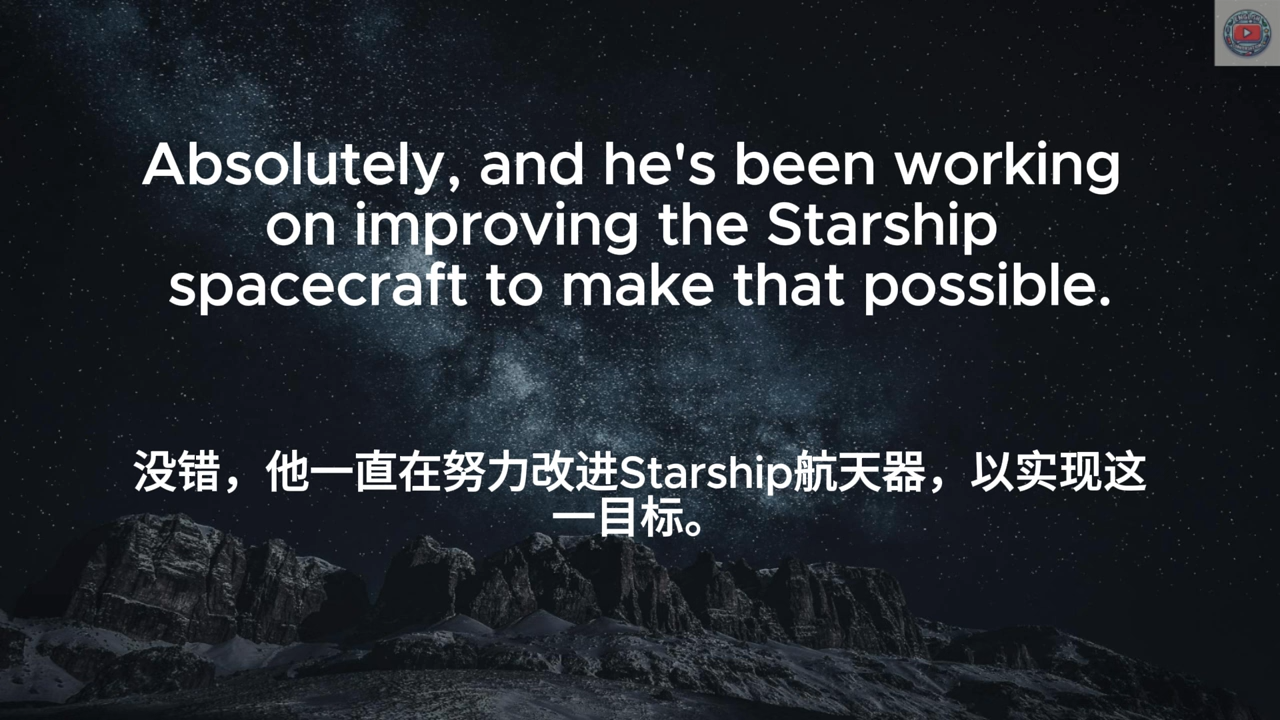 Absolutely, and he's been working
on improving the Starship
spacecraft to make that possible.
没错，他一直在努力改进Starship航天器，以实现这
一目标。